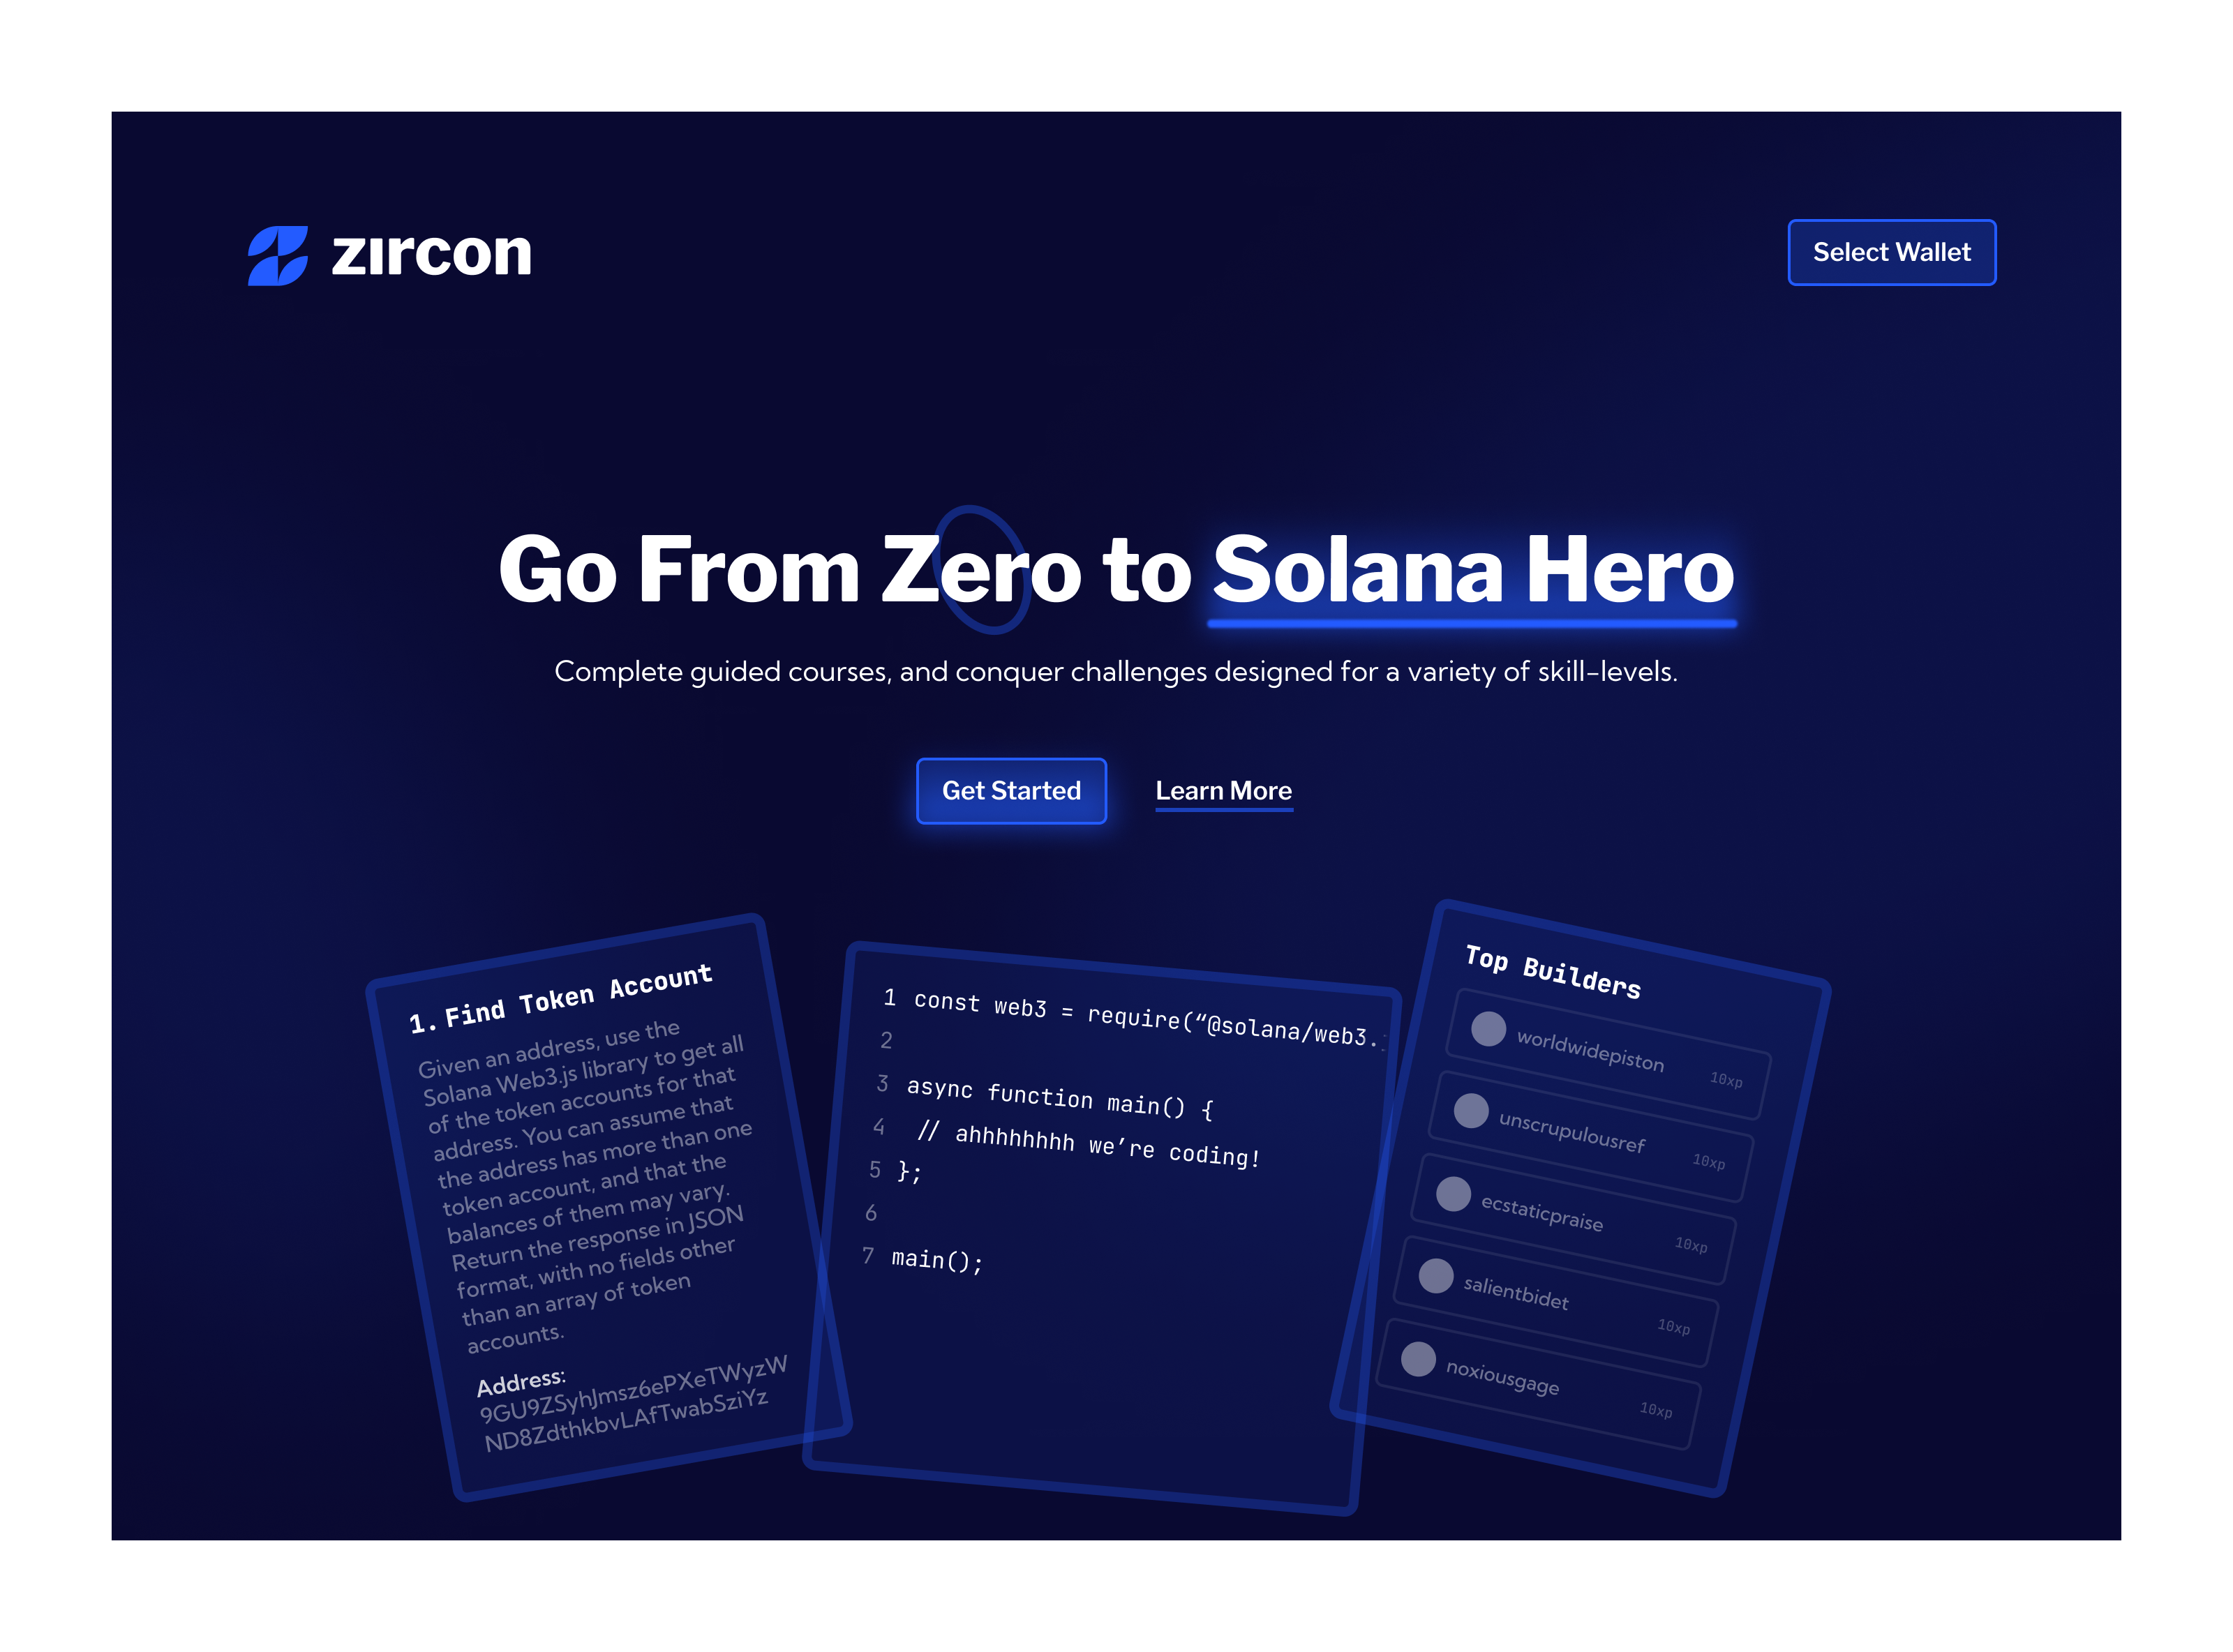 zırcon
Select Wallet
Go From Zero to Solana Hero
Complete guided courses, and conquer challenges designed for a variety of skill-levels.
Get Started
Learn More
1. Find Token Account
Given an address, use the
Solana Web3.js library to get all
of the token accounts for that
address. You can assume that
the address has more than one
token account, and that the
balances of them may vary.
Return the response in JSON
format, with no fields other
than an array of token
accounts.
Address:
9GU9ZSyhJmsz6ePXeTWyzW
ND8ZdthkbvLAfTwabSziYz
1 const web3 = require(“@solana/web3.
2
3 async function main() {
4 // ahhhhhhhh we’re coding!
5 };
6
7 main();
Top Builders
worldwidepiston 10xp
unscrupulousref 10xp
ecstaticpraise 10xp
salientbidet 10xp
noxiousgage 10xp